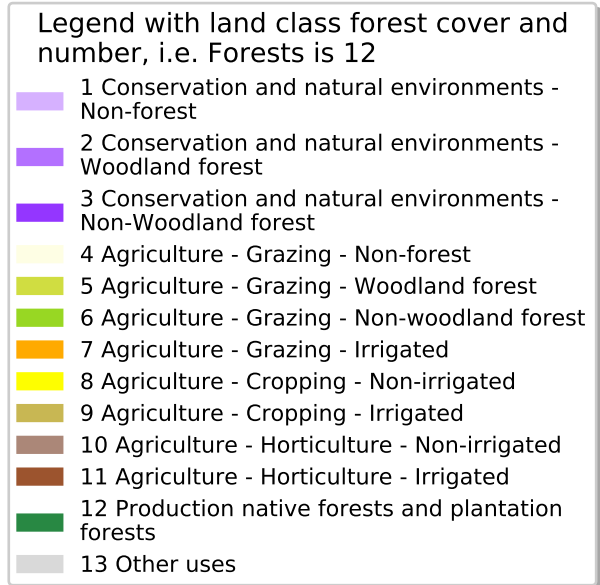 Legend with land class forest cover and
number, i.e. Forests is 12
1 Conservation and natural environments -
Non-forest
2 Conservation and natural environments -
Woodland forest
3 Conservation and natural environments -
Non-Woodland forest
4 Agriculture - Grazing - Non-forest
5 Agriculture - Grazing - Woodland forest
6 Agriculture - Grazing - Non-woodland forest
7 Agriculture - Grazing - Irrigated
8 Agriculture - Cropping - Non-irrigated
9 Agriculture - Cropping - Irrigated
10 Agriculture - Horticulture - Non-irrigated
11 Agriculture - Horticulture - Irrigated
12 Production native forests and plantation
forests
13 Other uses